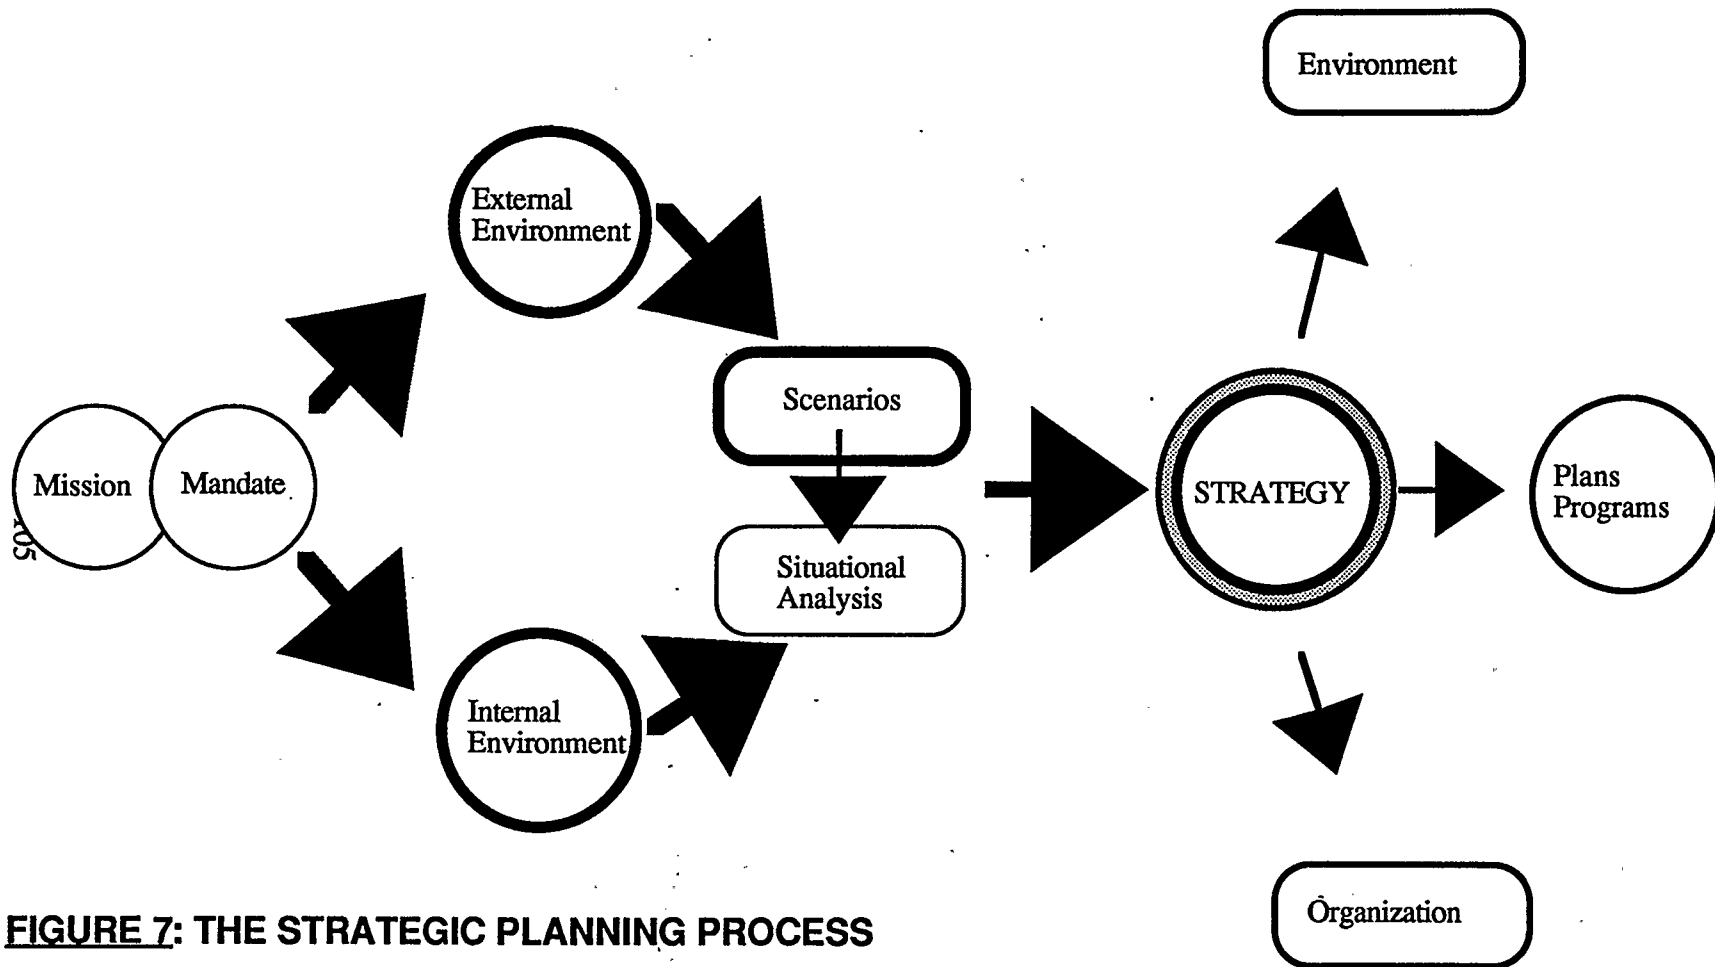 Environment
External
Environment
Scenarios
Mission
Mandate
STRATEGY
Plans
Programs
Situational
Analysis
Internal
Environment
Organization
FIGURE 7: THE STRATEGIC PLANNING PROCESS